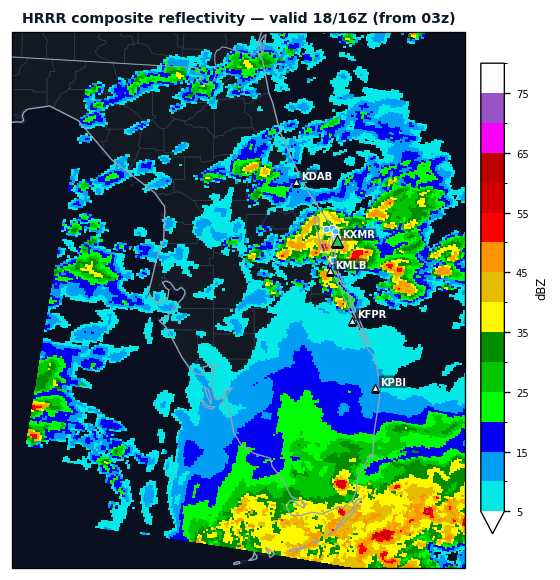 HRRR composite reflectivity — valid 18/16Z (from 03z)
75
65
55
45
35
25
15
5
dBZ
KDAB
KXMR
KMLB
KFPR
KPBI